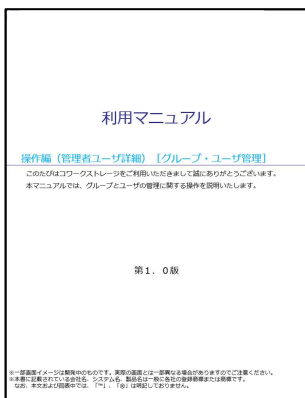 利用マニュアル
操作編（管理者ユーザ詳細）［グループ・ユーザ管理］
このたびはコワークストレージをご利用いただきまして誠にありがとうございます。
本マニュアルでは、グループとユーザの管理に関する操作を説明いたします。
第1．0版
※一部画面イメージは開発中のものです。実際の画面とは一部異なる場合がありますのでご注意ください。
※本書に記載されている会社名、システム名、製品名は一般に各社の登録商標または商標です。
なお、本文および図表中では、「™」、「®」は明記しておりません。